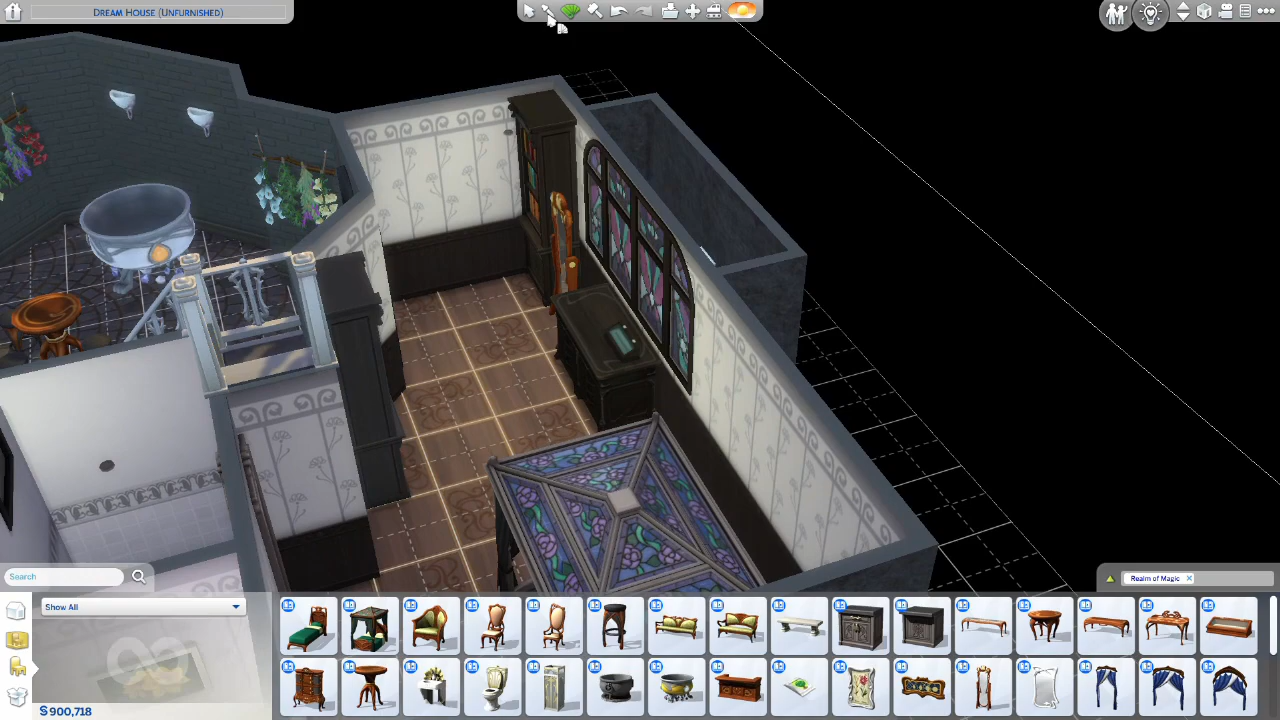 DREAM HOUSE (UNFURNISHED)
Search
Realm of Magic
Show All
§900,718